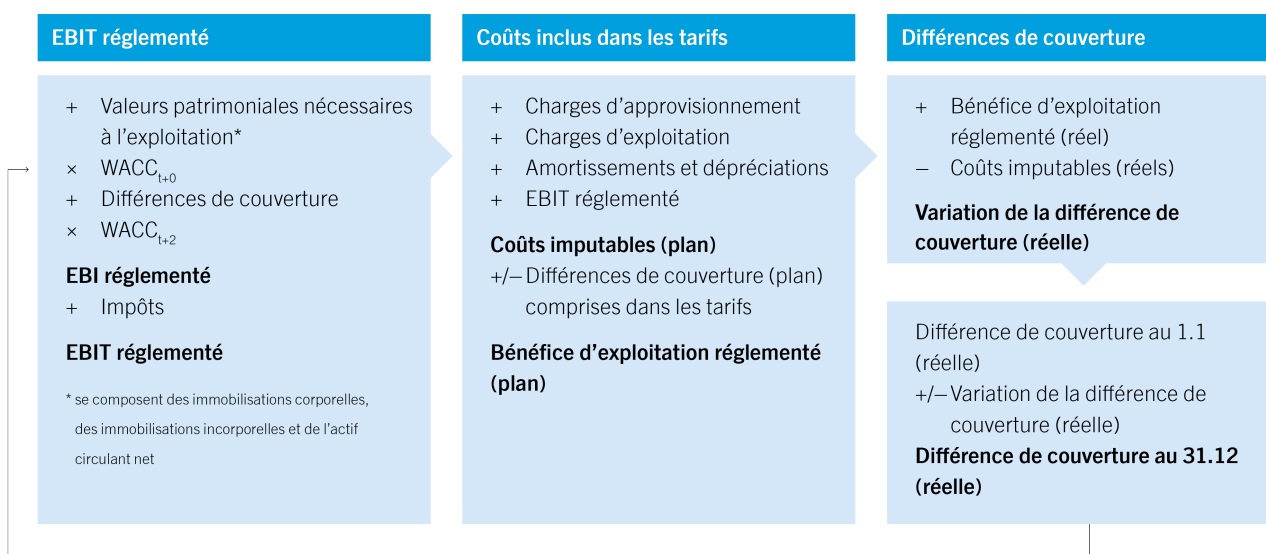 EBIT réglementé
+ Valeurs patrimoniales nécessaires
à l’exploitation*
× WACCt+0
+ Différences de couverture
× WACCt+2
EBI réglementé
+ Impôts
EBIT réglementé
* se composent des immobilisations corporelles,
des immobilisations incorporelles et de l’actif
circulant net
Coûts inclus dans les tarifs
+ Charges d’approvisionnement
+ Charges d’exploitation
+ Amortissements et dépréciations
+ EBIT réglementé
Coûts imputables (plan)
+/– Différences de couverture (plan)
comprises dans les tarifs
Bénéfice d’exploitation réglementé
(plan)
Différences de couverture
+ Bénéfice d’exploitation
réglementé (réel)
– Coûts imputables (réels)
Variation de la différence de
couverture (réelle)
Différence de couverture au 1.1
(réelle)
+/– Variation de la différence de
couverture (réelle)
Différence de couverture au 31.12
(réelle)